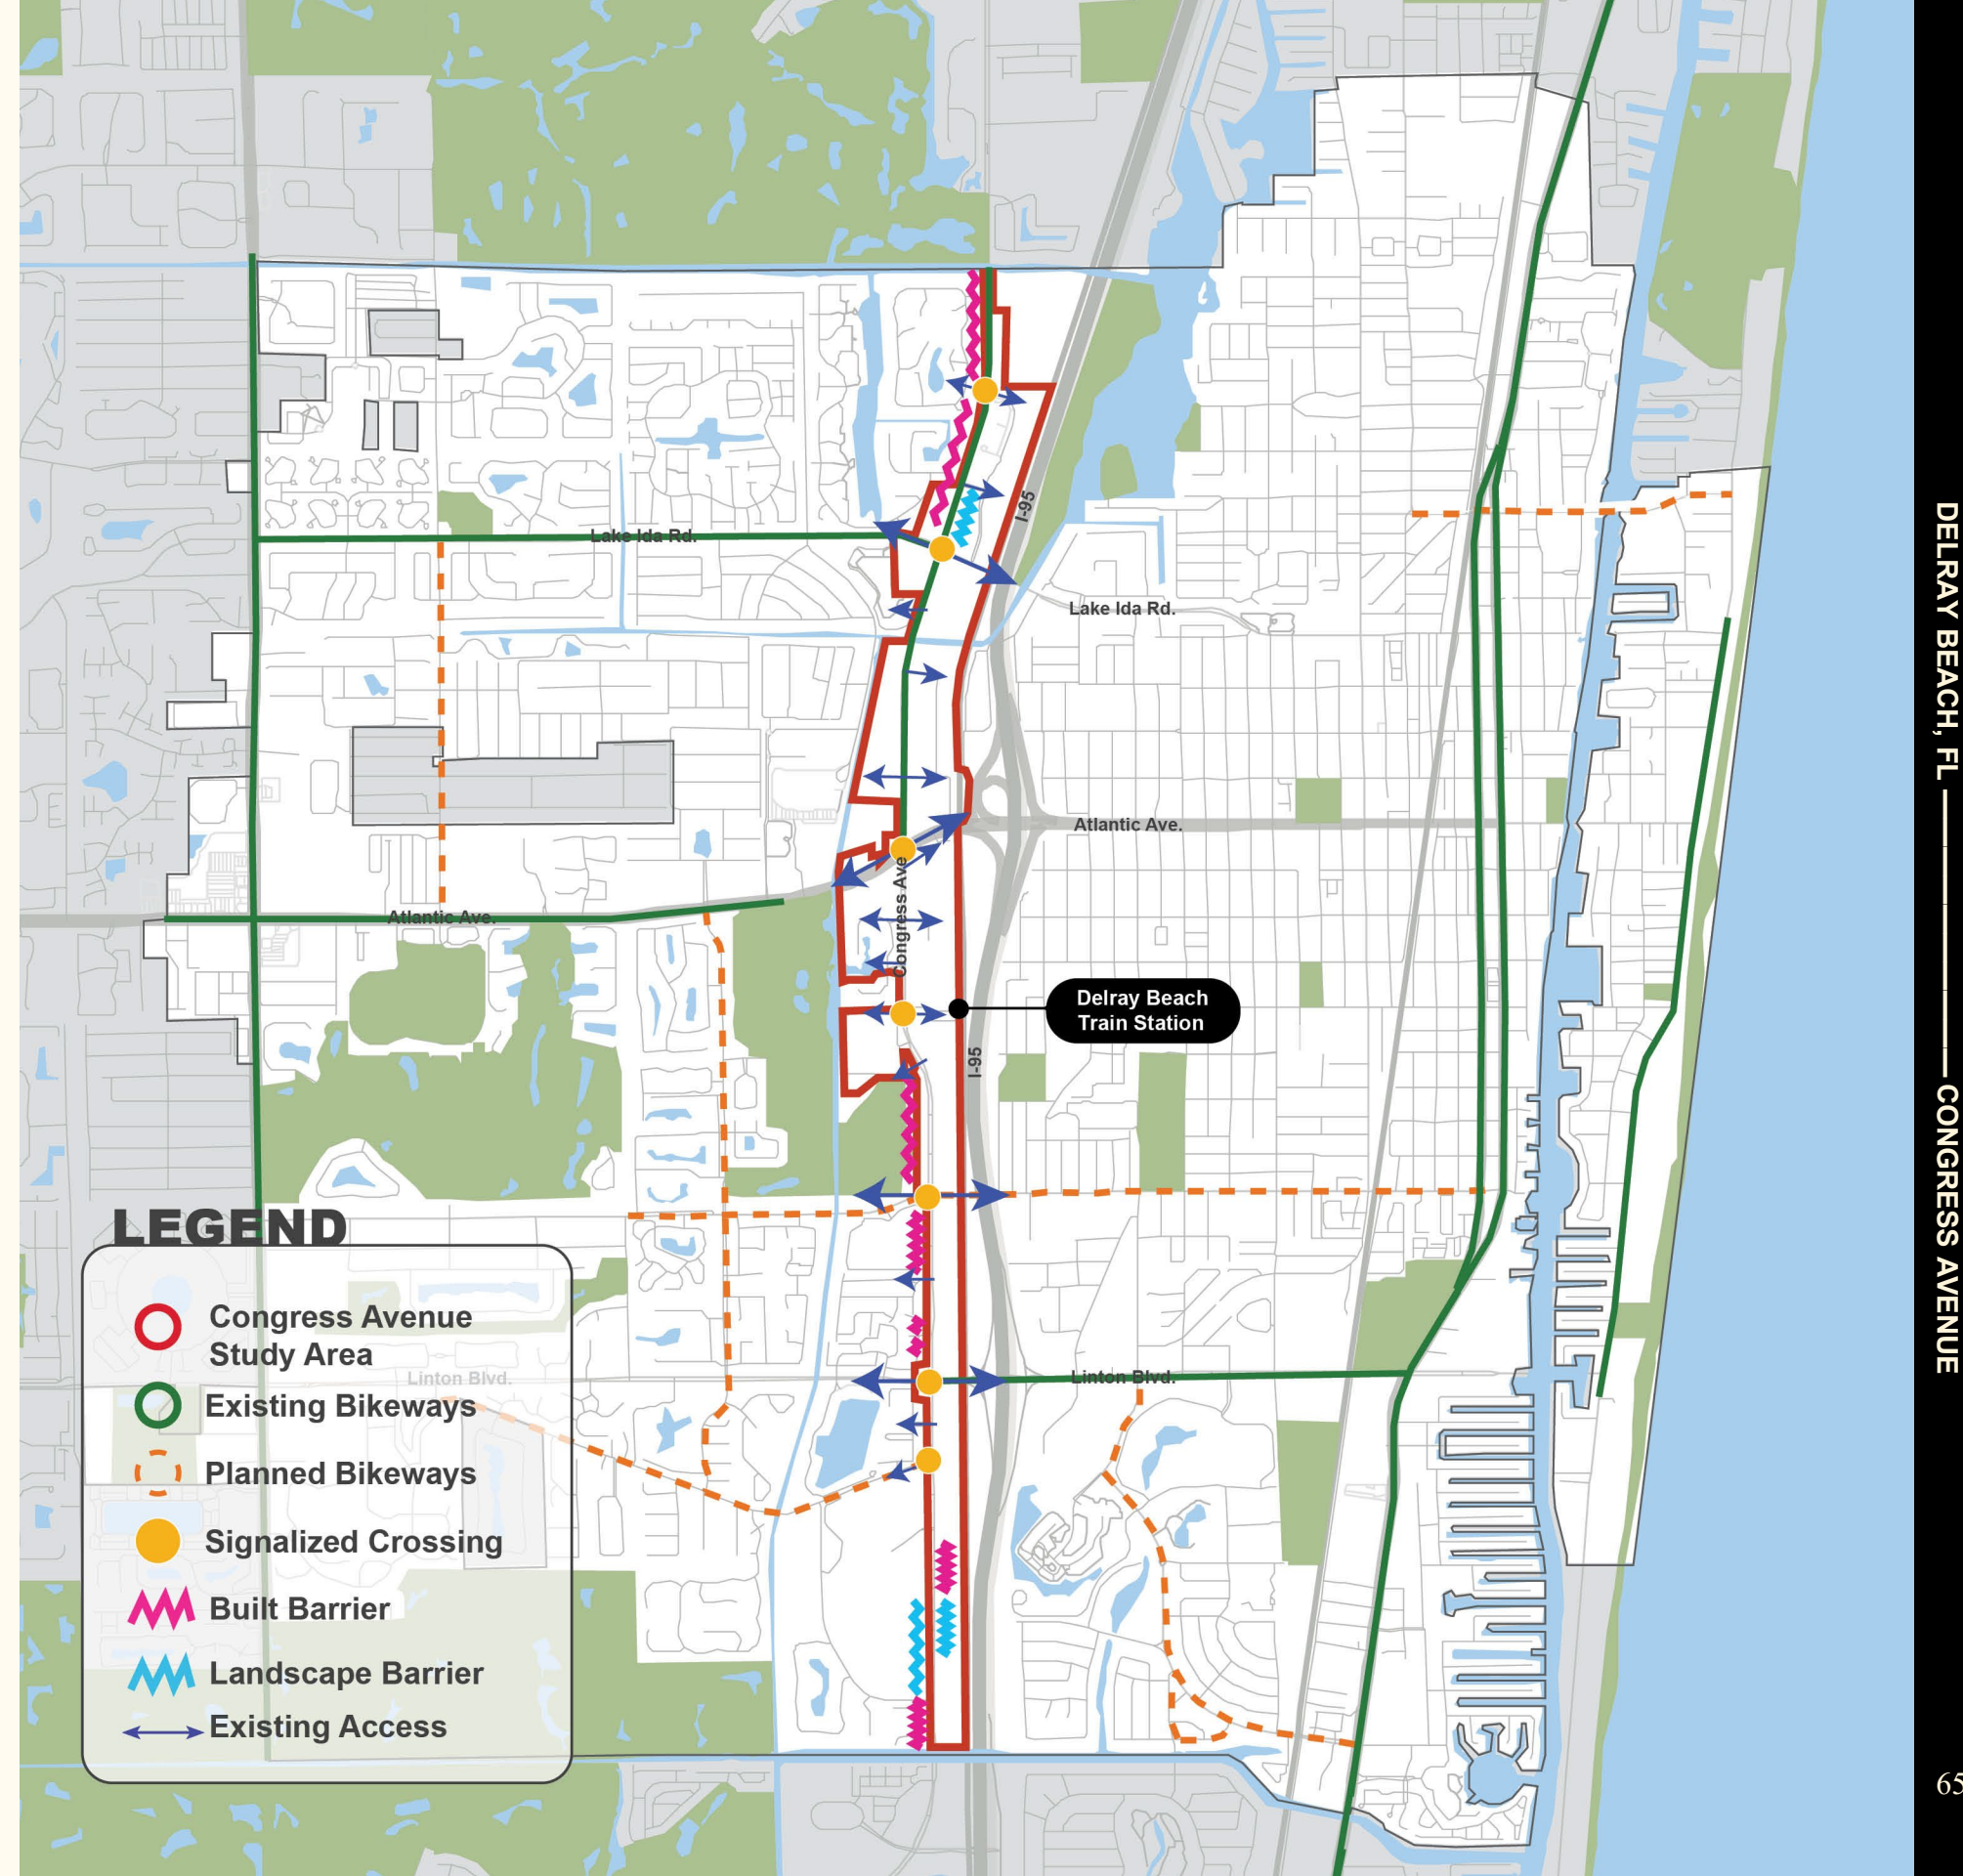 I-95
Lake Ida Rd.
Lake Ida Rd.
Atlantic Ave.
Congress Ave
Atlantic Ave.
Delray Beach
Train Station
I-95
Linton Blvd.
Linton Blvd.
LEGEND
Congress Avenue
Study Area
Existing Bikeways
Planned Bikeways
Signalized Crossing
Built Barrier
Landscape Barrier
Existing Access
DELRAY BEACH, FL
CONGRESS AVENUE
65